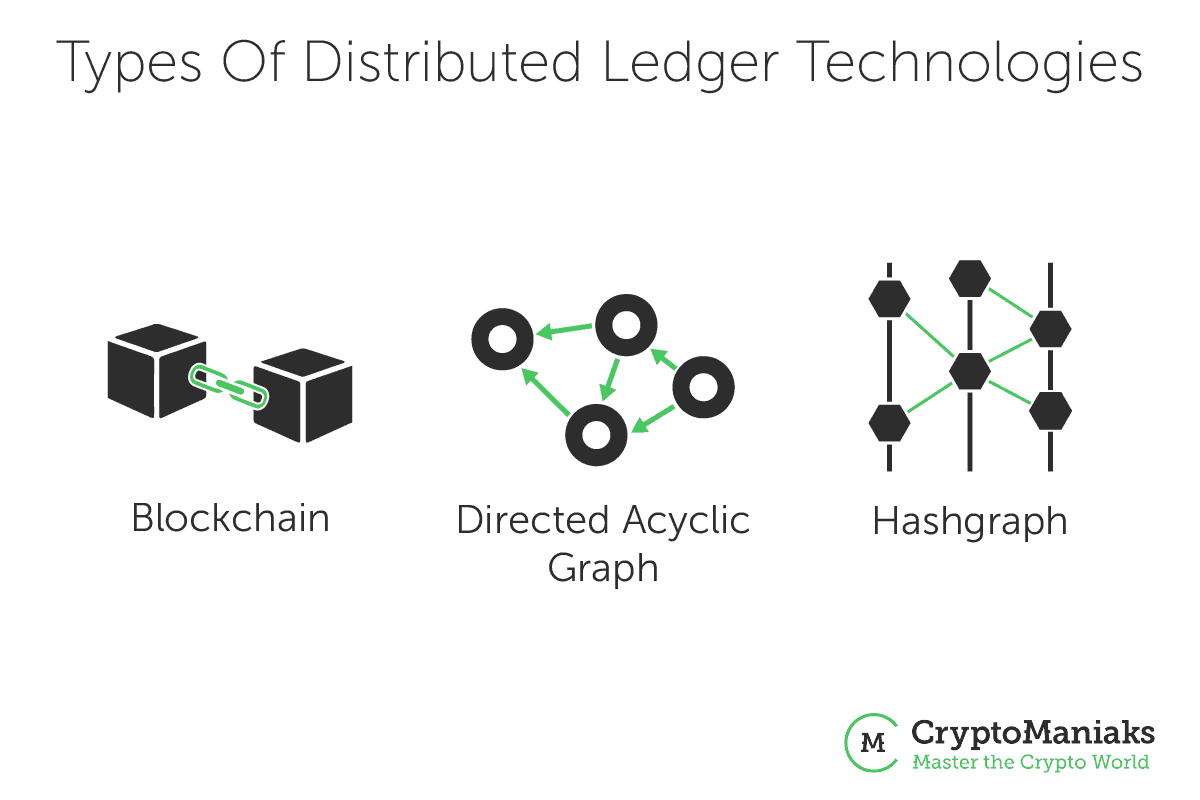 Types Of Distributed Ledger Technologies
Blockchain
Directed Acyclic
Graph
Hashgraph
M
CryptoManiaks
Master the Crypto World